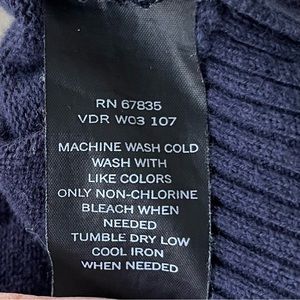 RN 67835
VDR W03 107
MACHINE WASH COLD
WASH WITH
LIKE COLORS
ONLY NON-CHLORINE
BLEACH WHEN
NEEDED
TUMBLE DRY LOW
COOL IRON
WHEN NEEDED